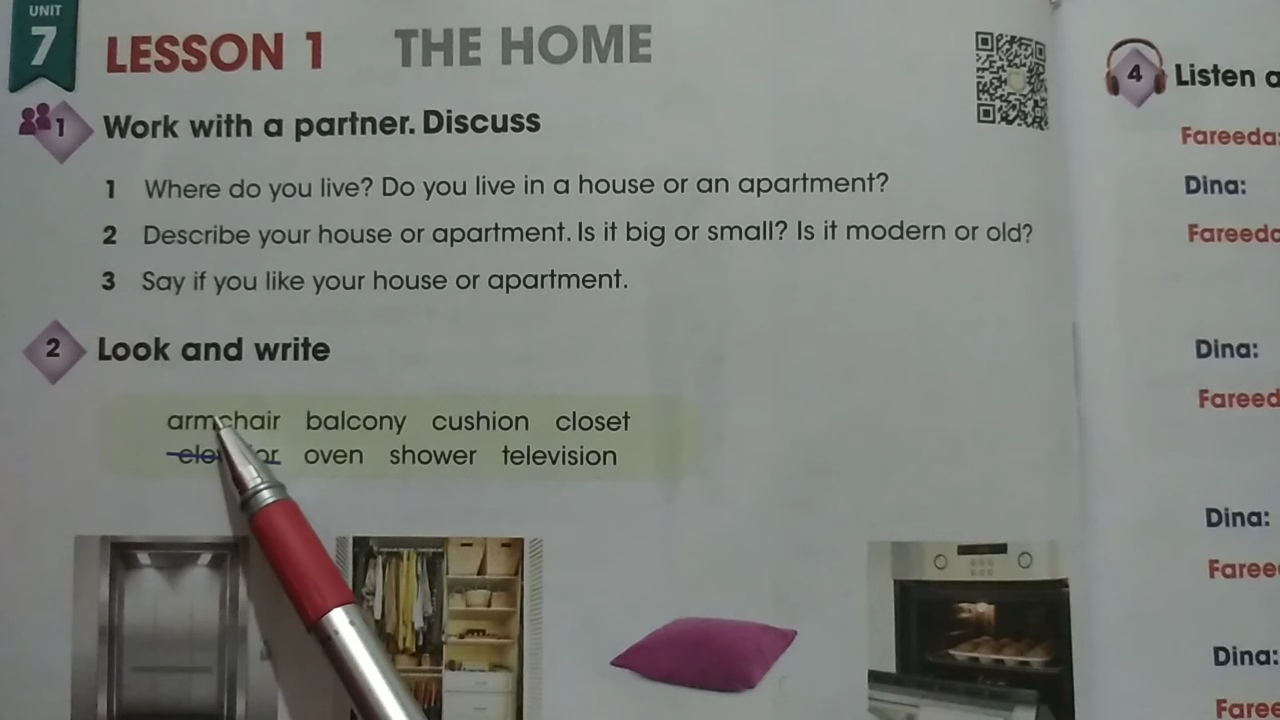 UNIT
7
LESSON 1 THE HOME
1 Work with a partner. Discuss
1 Where do you live? Do you live in a house or an apartment?
2 Describe your house or apartment. Is it big or small? Is it modern or old?
3 Say if you like your house or apartment.
2 Look and write
armchair balcony cushion closet
oven shower television
4 Listen a
Fareeda:
Dina:
Fareeda
Dina:
Fareed
Dina:
Faree
Dina:
Faree